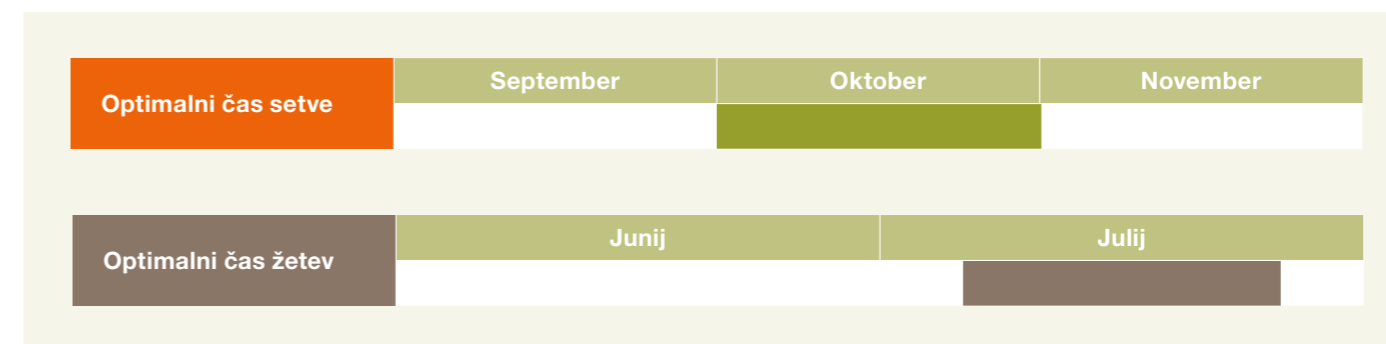 Optimalni čas setve
September
Oktober
November
Optimalni čas žetev
Junij
Julij